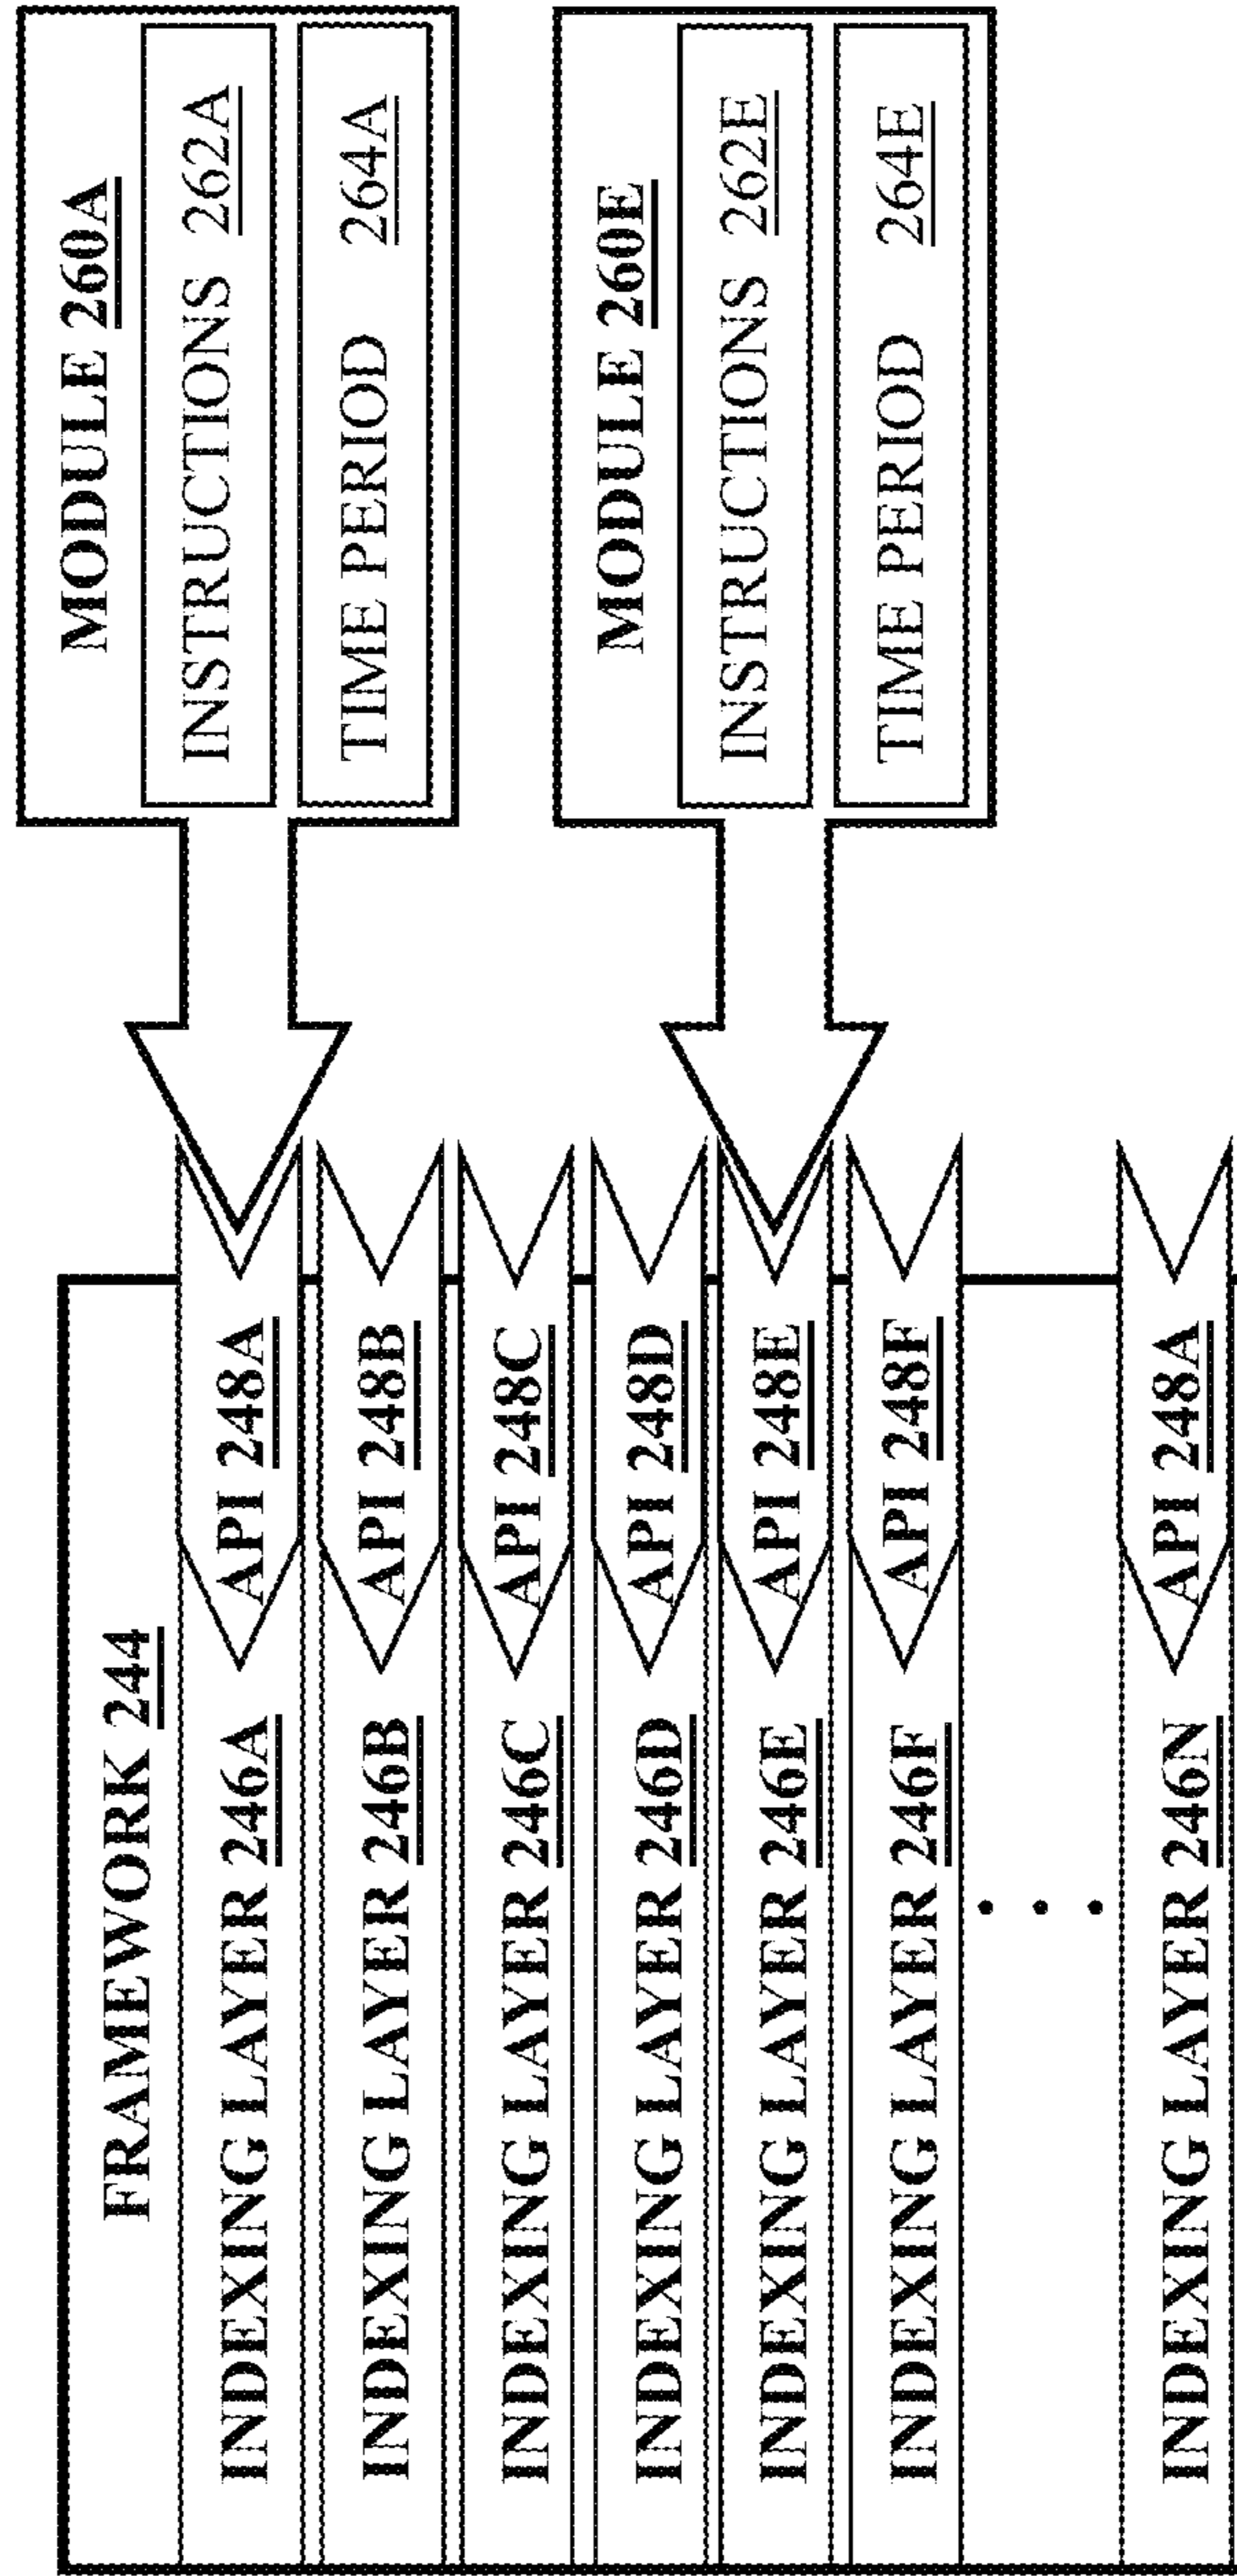 FRAMEWORK 244
INDEXING LAYER 246A
API 248A
INDEXING LAYER 246B
API 248B
INDEXING LAYER 246C
API 248C
INDEXING LAYER 246D
API 248D
INDEXING LAYER 246E
API 248E
INDEXING LAYER 246F
API 248F
INDEXING LAYER 246N
API 248A
MODULE 260A
INSTRUCTIONS 262A
TIME PERIOD 264A
MODULE 260E
INSTRUCTIONS 262E
TIME PERIOD 264E